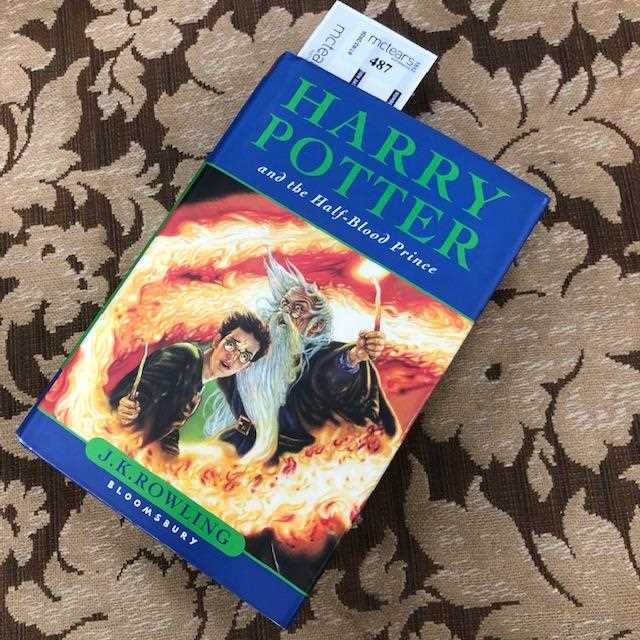 mctears
487
HARRY
POTTER
and the Half-Blood Prince
J.K.ROWLING
BLOOMSBURY